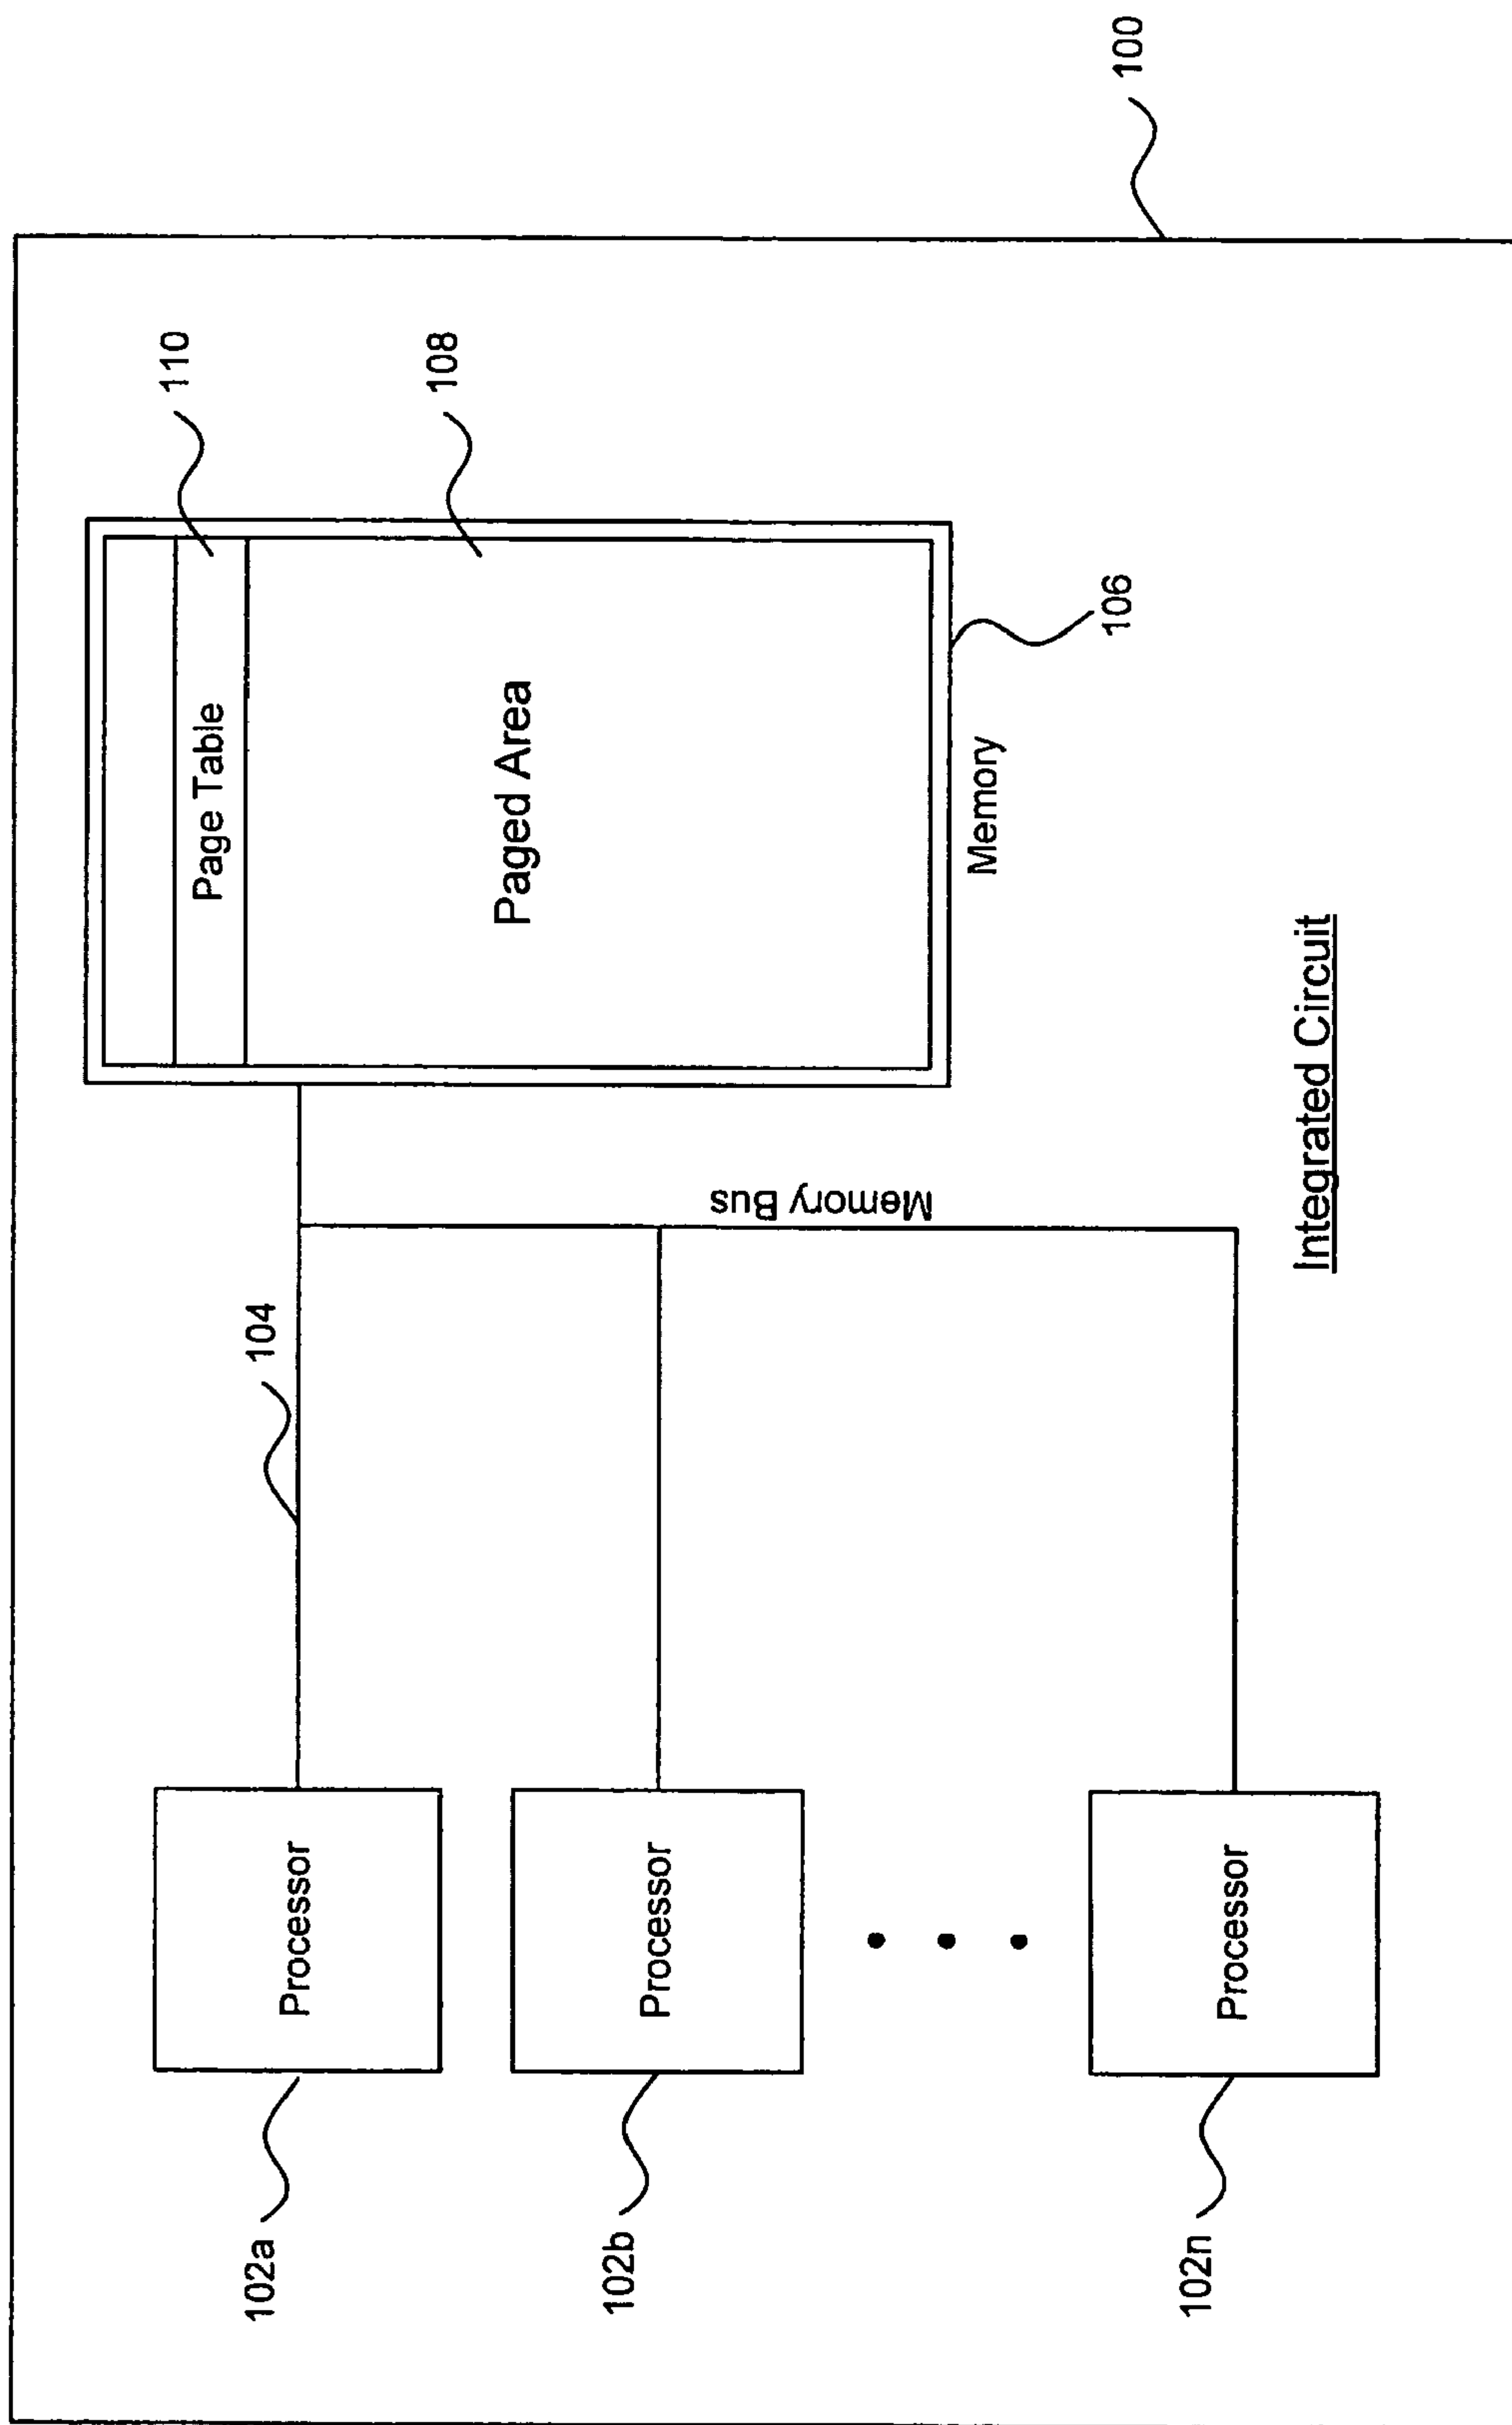 110
Page Table
108
Paged Area
106
Memory
100
104
Memory Bus
Integrated Circuit
102a
Processor
102b
Processor
102n
Processor